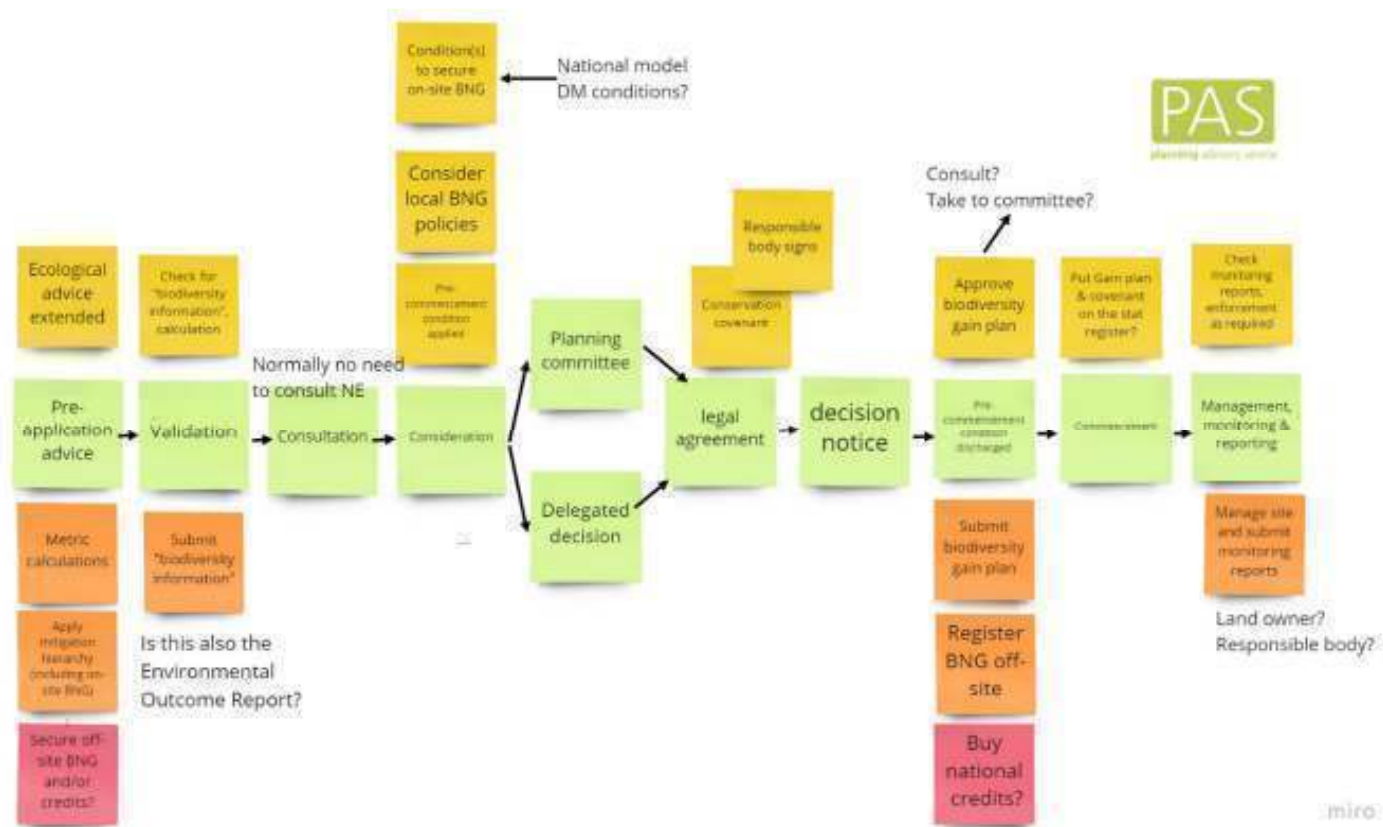 Condition(s)
to secure
on-site BNG
National model
DM conditions?
PAS
planning advisory service
Consider
local BNG
policies
Consult?
Take to committee?
Responsible
body signs
Ecological
advice
extended
Check for
"biodiversity
information",
calculation
Pre-
commencement
condition
applied
Conservation
covenant
Approve
biodiversity
gain plan
Put Gain plan
& covenant
on the stat
register?
Check
monitoring
reports,
enforcement
as required
Normally no need
to consult NE
Planning
committee
Pre-
application
advice
Validation
Consultation
Consideration
legal
agreement
decision
notice
Pre-
commencement
condition
discharged
Commencement
Management,
monitoring &
reporting
Delegated
decision
Metric
calculations
Submit
"biodiversity
information"
Submit
biodiversity
gain plan
Manage site
and submit
monitoring
reports
Apply
mitigation
hierarchy
(including on-
site BNG)
Is this also the
Environmental
Outcome Report?
Register
BNG off-
site
Land owner?
Responsible body?
Secure off-
site BNG
and/or
credits?
Buy
national
credits?
miro